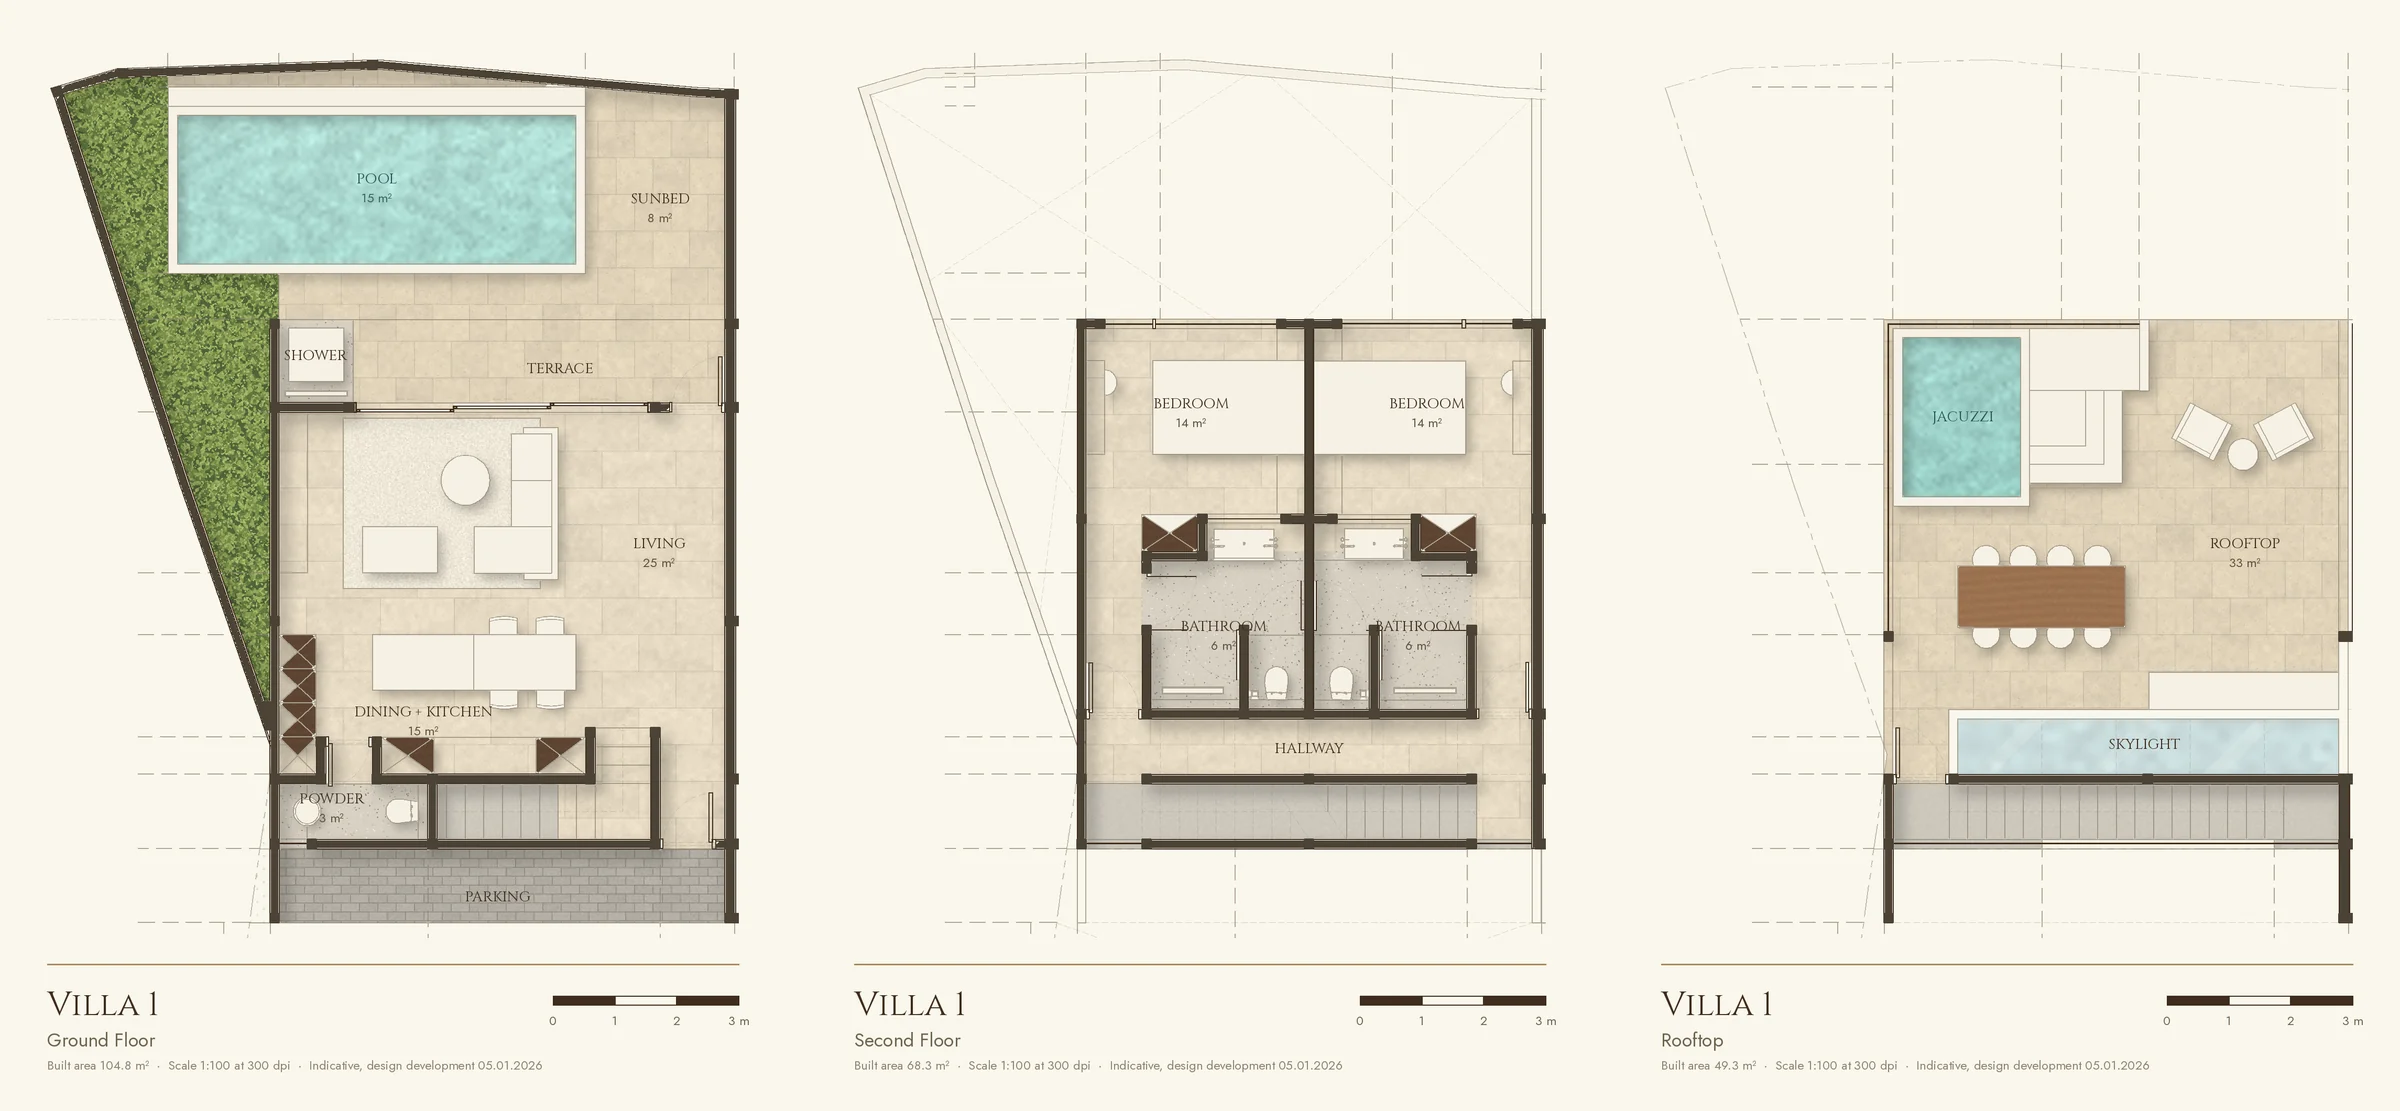 POOL
15 m²
SUNBED
8 m²
SHOWER
TERRACE
LIVING
25 m²
DINING + KITCHEN
15 m²
POWDER
3 m²
PARKING
VILLA 1
Ground Floor
Built area 104.8 m² · Scale 1:100 at 300 dpi · Indicative, design development 05.01.2026
0 1 2 3 m
BEDROOM
14 m²
BEDROOM
14 m²
BATHROOM
6 m²
BATHROOM
6 m²
HALLWAY
VILLA 1
Second Floor
Built area 68.3 m² · Scale 1:100 at 300 dpi · Indicative, design development 05.01.2026
0 1 2 3 m
JACUZZI
ROOFTOP
33 m²
SKYLIGHT
VILLA 1
Rooftop
Built area 49.3 m² · Scale 1:100 at 300 dpi · Indicative, design development 05.01.2026
0 1 2 3 m